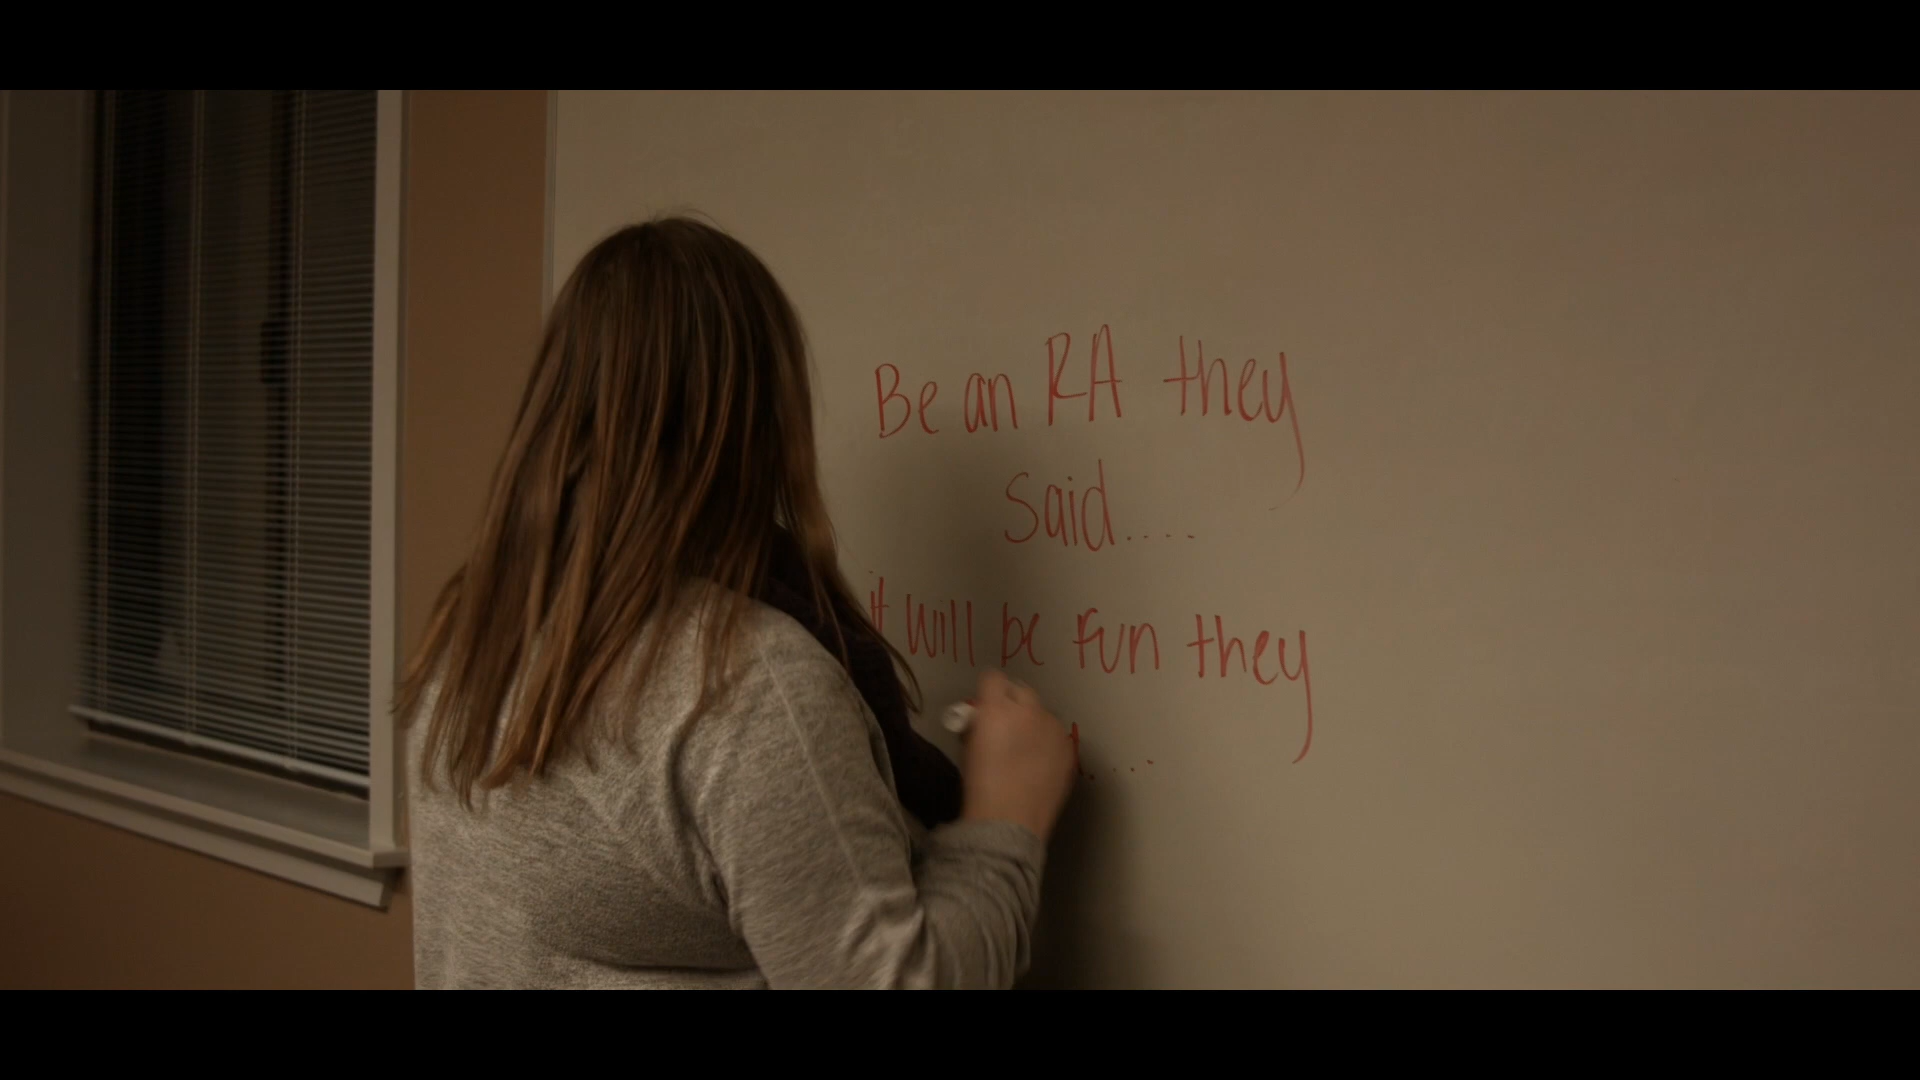 Be an RA they
Said....
it will be fun they
....